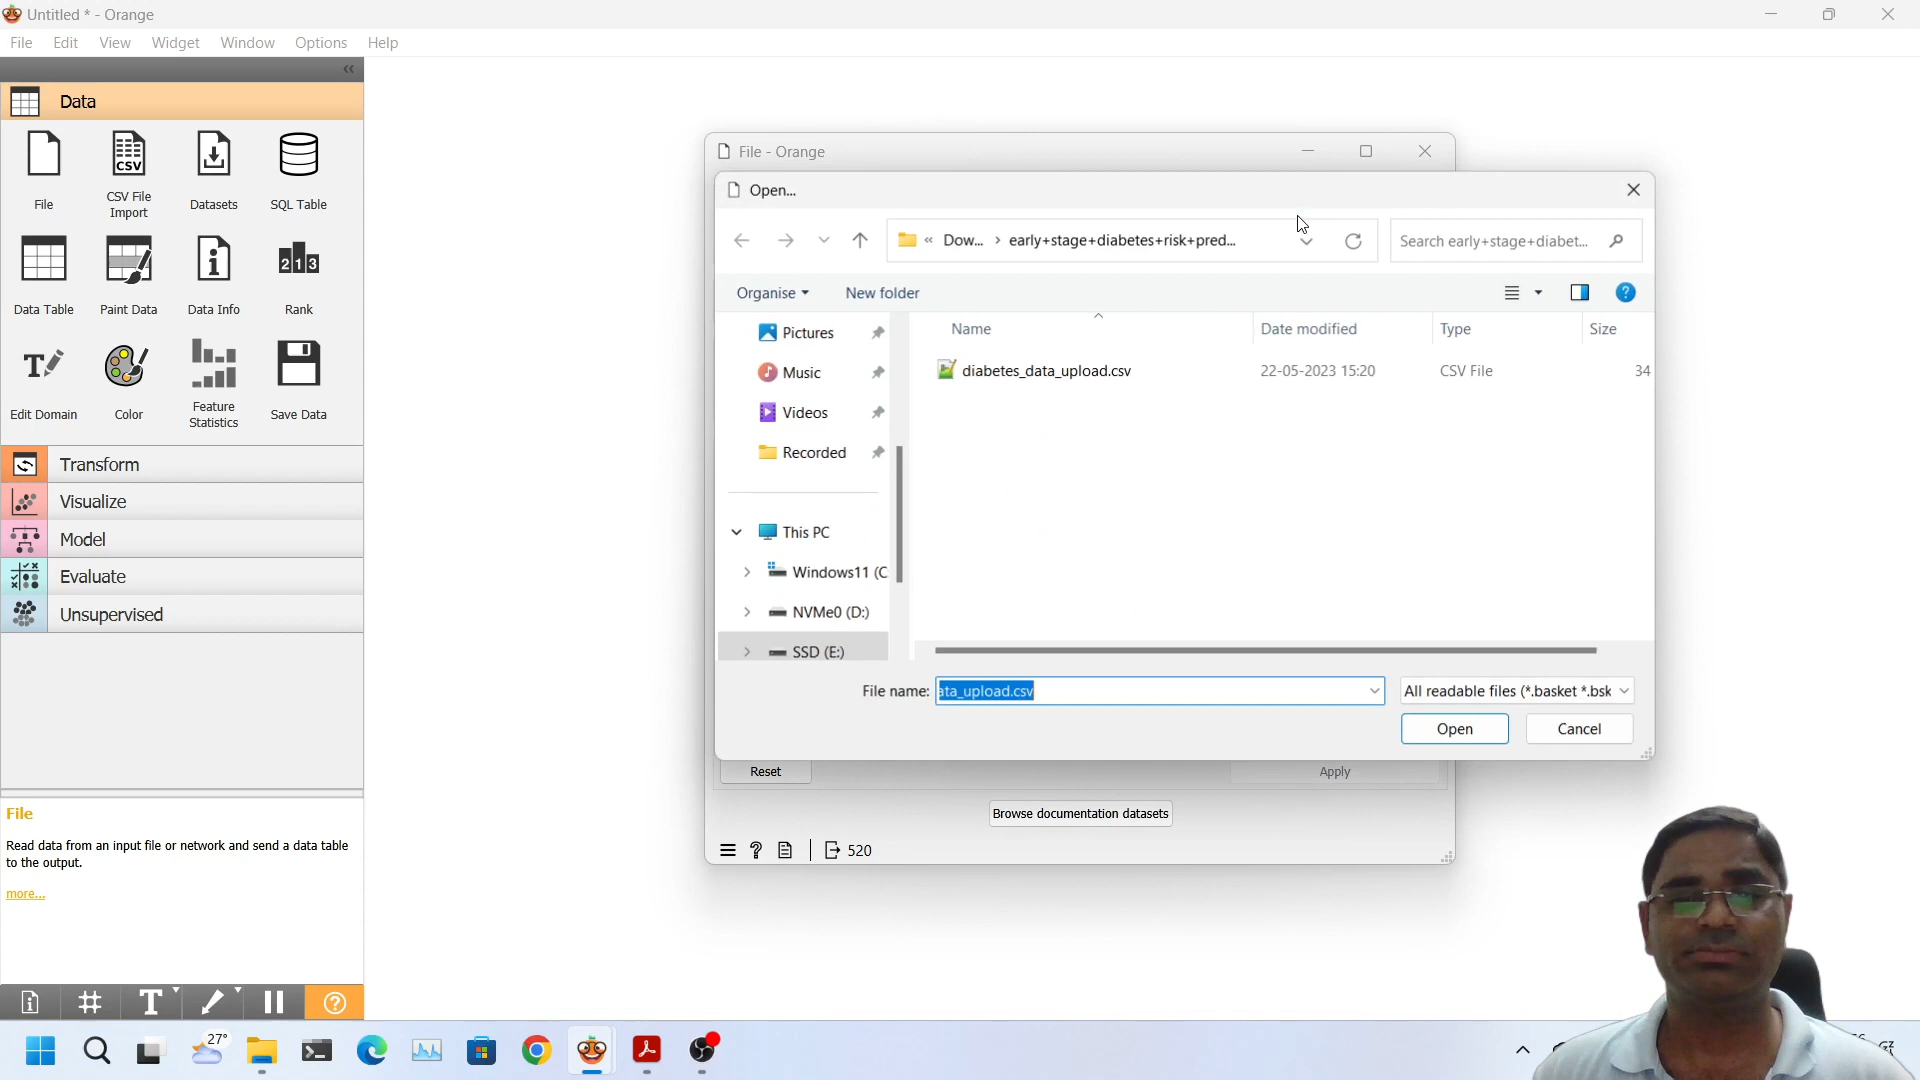 Untitled * - Orange
File Edit View Widget Window Options Help
Data
File
CSV
CSV File Import
Datasets
SQL Table
Data Table
Paint Data
Data Info
2 1 3
Rank
Edit Domain
Color
Feature Statistics
Save Data
Transform
Visualize
Model
Evaluate
Unsupervised
File
Read data from an input file or network and send a data table
to the output.
more...
File - Orange
Open...
« Dow... › early+stage+diabetes+risk+pred...
Search early+stage+diabet...
Organise
New folder
Pictures
Music
Videos
Recorded
This PC
Windows11 (C
NVMe0 (D:)
SSD (E:)
Name Date modified Type Size
diabetes_data_upload.csv 22-05-2023 15:20 CSV File 34
File name: ata_upload.csv
All readable files (*.basket *.bsk
Open
Cancel
Reset
Apply
Browse documentation datasets
520
27°